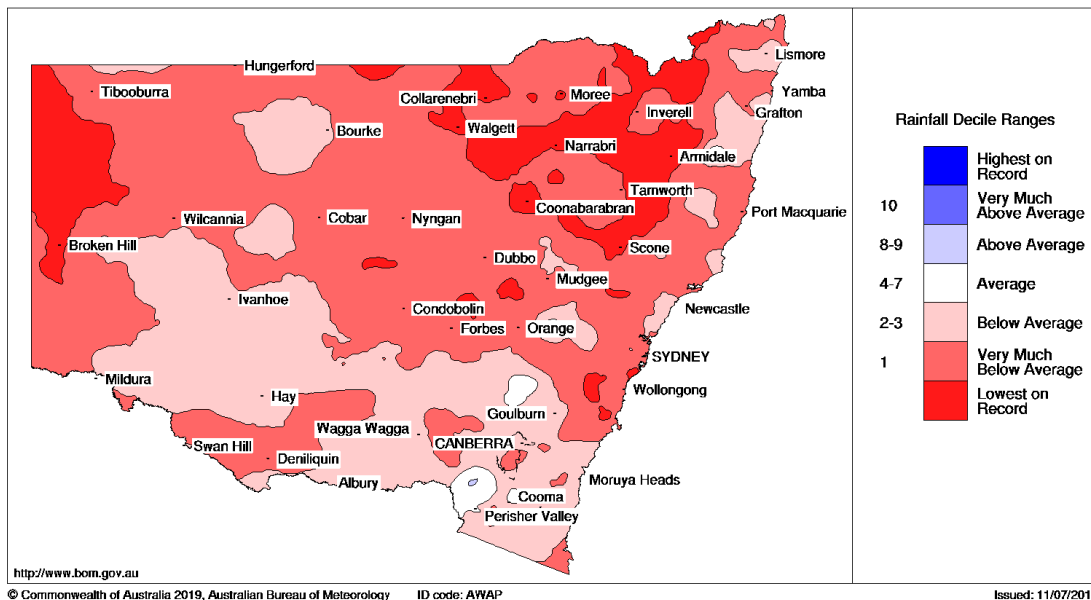 Lismore
Hungerford
Tibooburra
Collarenebri
Moree
Yamba
Inverell
Grafton
Bourke
Walgett
Narrabri
Armidale
Tamworth
Coonabarabran
Wilcannia
Cobar
Nyngan
Port Macquarie
Broken Hill
Scone
Dubbo
Mudgee
Ivanhoe
Condobolin
Newcastle
Forbes
Orange
SYDNEY
Mildura
Wollongong
Hay
Goulburn
Wagga Wagga
CANBERRA
Swan Hill
Deniliquin
Albury
Moruya Heads
Cooma
Perisher Valley
Rainfall Decile Ranges
Highest on
Record
10
Very Much
Above Average
8-9
Above Average
4-7
Average
2-3
Below Average
1
Very Much
Below Average
Lowest on
Record
http://www.bom.gov.au
© Commonwealth of Australia 2019, Australian Bureau of Meteorology
ID code: AWAP
Issued: 11/07/201